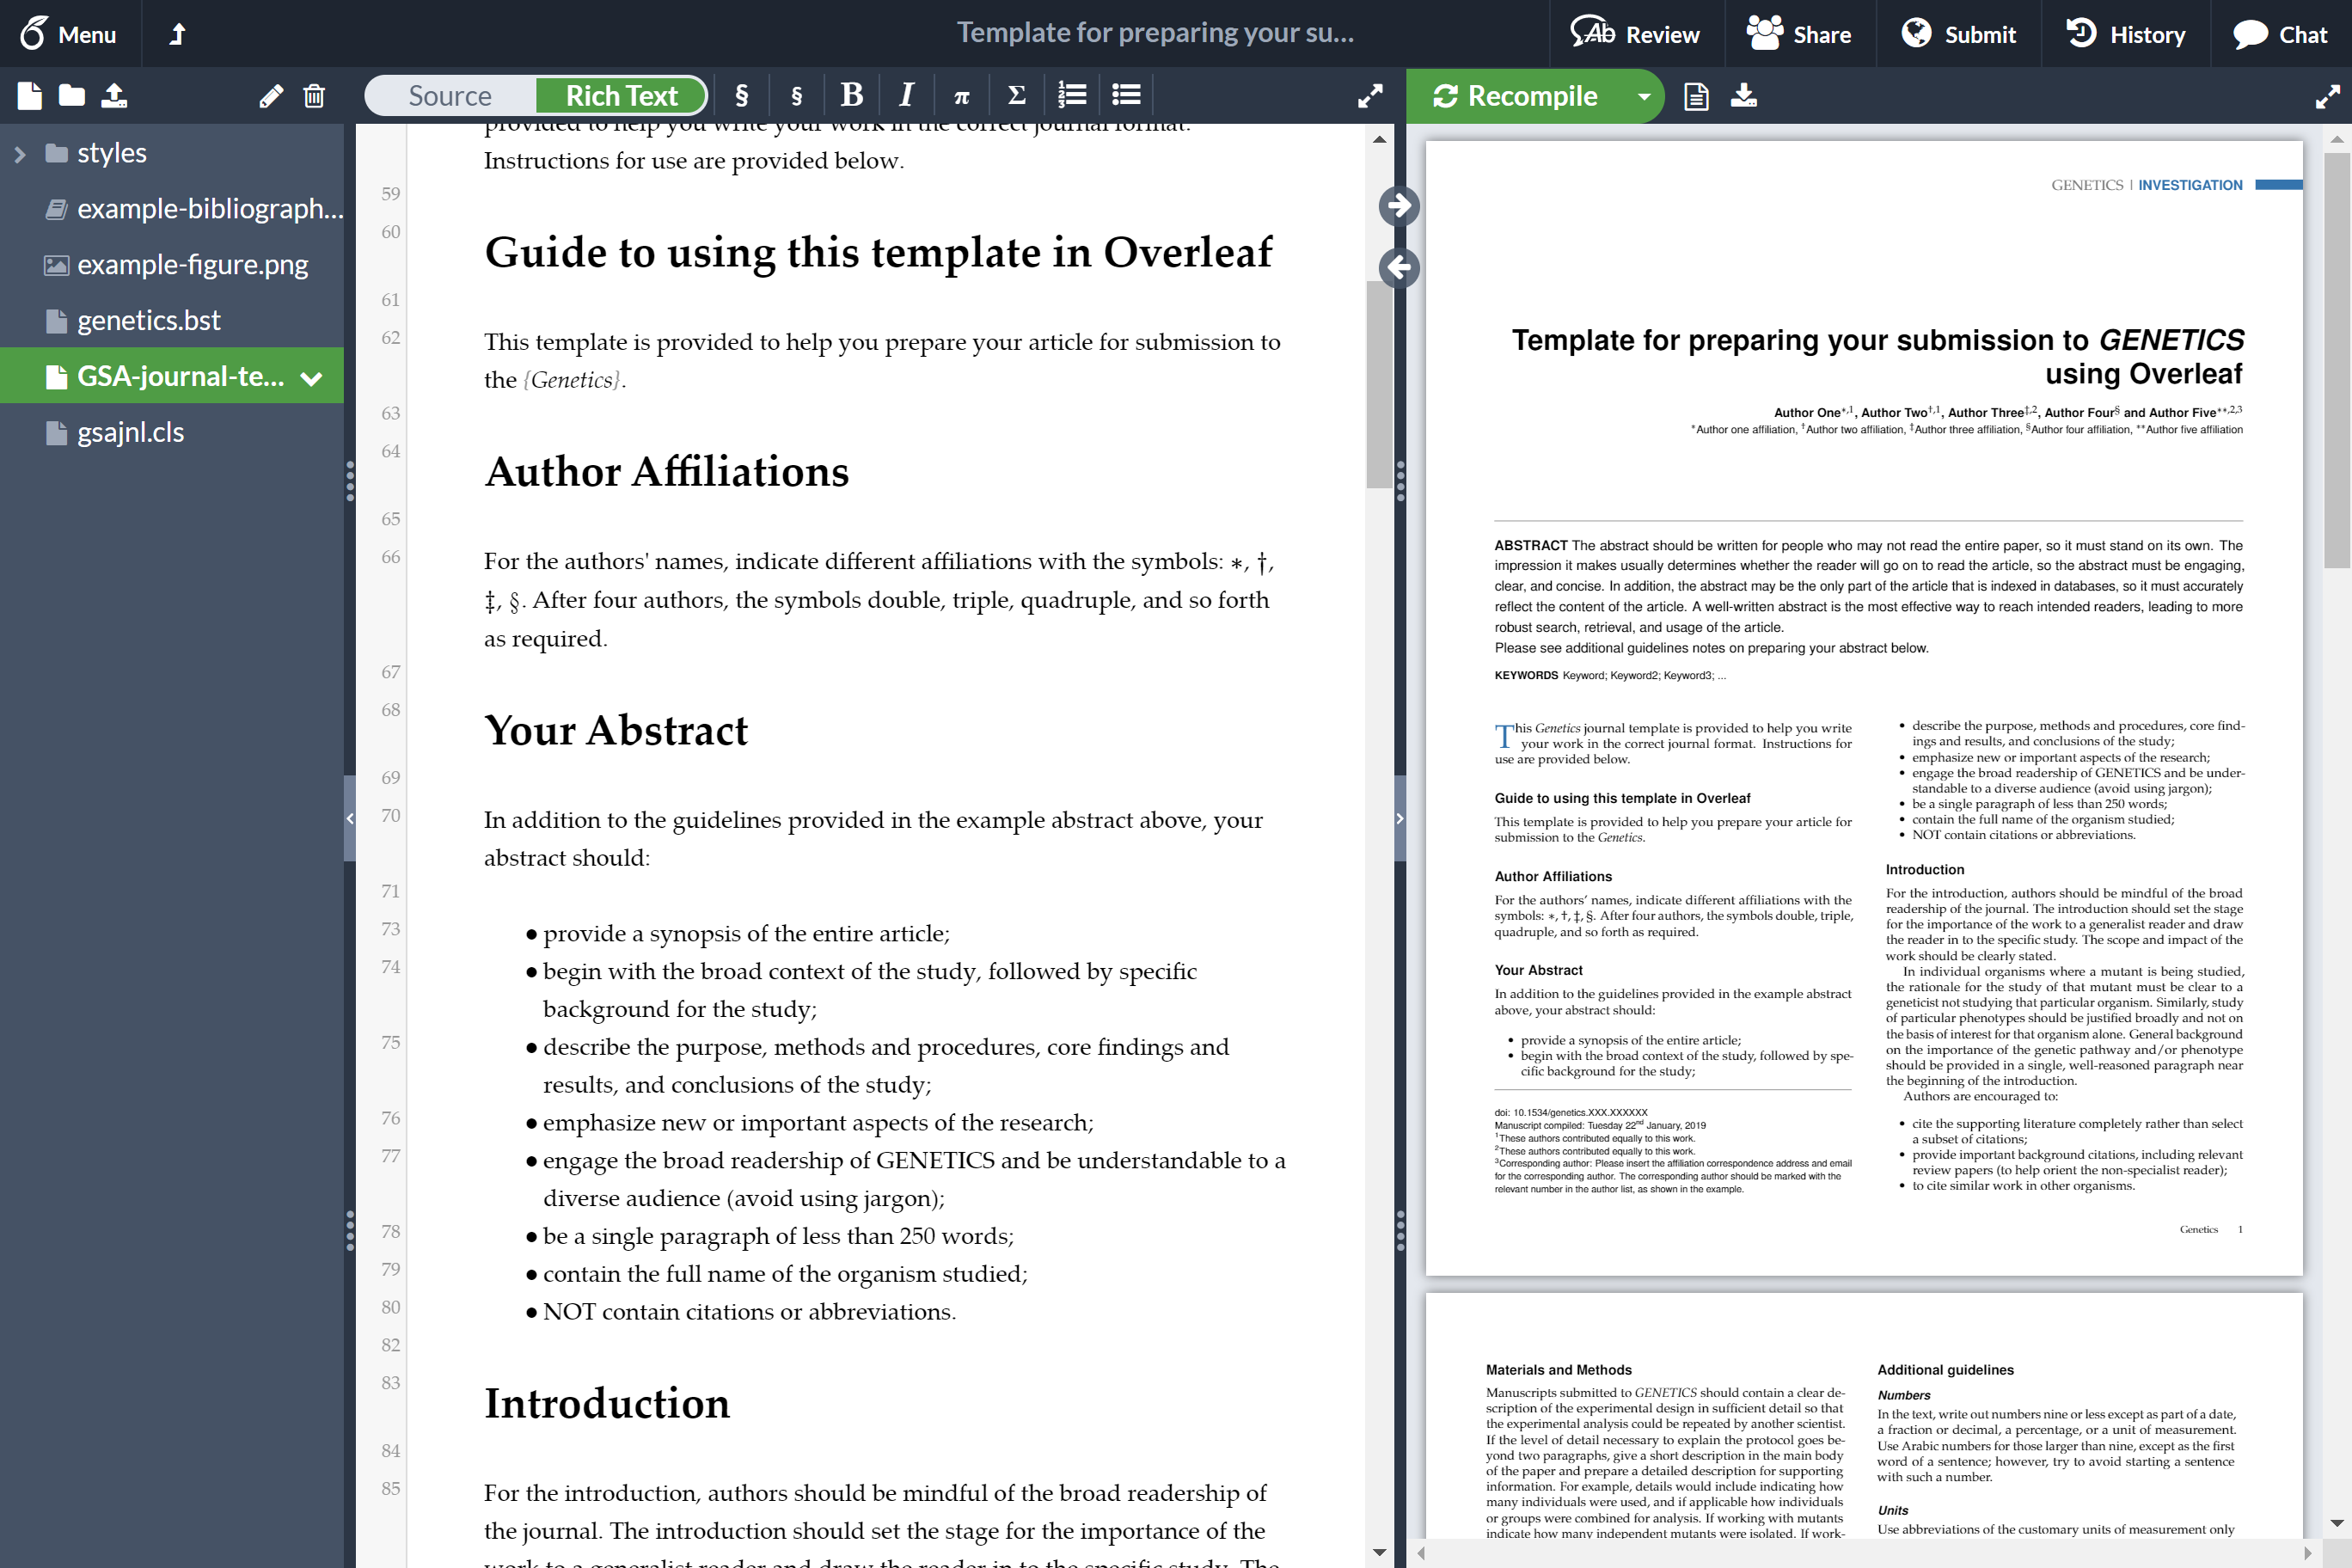 Menu
Template for preparing your su...
Review
Share
Submit
History
Chat
Source
Rich Text
§
§
B
I
π
Σ
Recompile
styles
example-bibliograph...
example-figure.png
genetics.bst
GSA-journal-te...
gsajnl.cls
provided to help you write your work in the correct journal format.
Instructions for use are provided below.
59
60
Guide to using this template in Overleaf
61
62
This template is provided to help you prepare your article for submission to
the {Genetics}.
63
64
Author Affiliations
65
66
For the authors' names, indicate different affiliations with the symbols: ∗, †,
‡, §. After four authors, the symbols double, triple, quadruple, and so forth
as required.
67
68
Your Abstract
69
70
In addition to the guidelines provided in the example abstract above, your
abstract should:
71
73
• provide a synopsis of the entire article;
74
• begin with the broad context of the study, followed by specific
background for the study;
75
• describe the purpose, methods and procedures, core findings and
results, and conclusions of the study;
76
• emphasize new or important aspects of the research;
77
• engage the broad readership of GENETICS and be understandable to a
diverse audience (avoid using jargon);
78
• be a single paragraph of less than 250 words;
79
• contain the full name of the organism studied;
80
• NOT contain citations or abbreviations.
82
83
Introduction
84
85
For the introduction, authors should be mindful of the broad readership of
the journal. The introduction should set the stage for the importance of the
work to a generalist reader and draw the reader in to the specific study. The
GENETICS | INVESTIGATION
Template for preparing your submission to GENETICS
using Overleaf
Author One∗,1, Author Two†,1, Author Three‡,2, Author Four§ and Author Five∗∗,2,3
∗Author one affiliation, †Author two affiliation, ‡Author three affiliation, §Author four affiliation, ∗∗Author five affiliation
ABSTRACT The abstract should be written for people who may not read the entire paper, so it must stand on its own. The
impression it makes usually determines whether the reader will go on to read the article, so the abstract must be engaging,
clear, and concise. In addition, the abstract may be the only part of the article that is indexed in databases, so it must accurately
reflect the content of the article. A well-written abstract is the most effective way to reach intended readers, leading to more
robust search, retrieval, and usage of the article.
Please see additional guidelines notes on preparing your abstract below.
KEYWORDS Keyword; Keyword2; Keyword3; ...
This Genetics journal template is provided to help you write
your work in the correct journal format. Instructions for
use are provided below.
Guide to using this template in Overleaf
This template is provided to help you prepare your article for
submission to the Genetics.
Author Affiliations
For the authors' names, indicate different affiliations with the
symbols: ∗, †, ‡, §. After four authors, the symbols double, triple,
quadruple, and so forth as required.
Your Abstract
In addition to the guidelines provided in the example abstract
above, your abstract should:
• provide a synopsis of the entire article;
• begin with the broad context of the study, followed by spe-
cific background for the study;
doi: 10.1534/genetics.XXX.XXXXXX
Manuscript compiled: Tuesday 22nd January, 2019
1These authors contributed equally to this work.
2These authors contributed equally to this work.
3Corresponding author: Please insert the affiliation correspondence address and email
for the corresponding author. The corresponding author should be marked with the
relevant number in the author list, as shown in the example.
• describe the purpose, methods and procedures, core find-
ings and results, and conclusions of the study;
• emphasize new or important aspects of the research;
• engage the broad readership of GENETICS and be under-
standable to a diverse audience (avoid using jargon);
• be a single paragraph of less than 250 words;
• contain the full name of the organism studied;
• NOT contain citations or abbreviations.
Introduction
For the introduction, authors should be mindful of the broad
readership of the journal. The introduction should set the stage
for the importance of the work to a generalist reader and draw
the reader in to the specific study. The scope and impact of the
work should be clearly stated.
In individual organisms where a mutant is being studied,
the rationale for the study of that mutant must be clear to a
geneticist not studying that particular organism. Similarly, study
of particular phenotypes should be justified broadly and not on
the basis of interest for that organism alone. General background
on the importance of the genetic pathway and/or phenotype
should be provided in a single, well-reasoned paragraph near
the beginning of the introduction.
Authors are encouraged to:
• cite the supporting literature completely rather than select
a subset of citations;
• provide important background citations, including relevant
review papers (to help orient the non-specialist reader);
• to cite similar work in other organisms.
Genetics 1
Materials and Methods
Manuscripts submitted to GENETICS should contain a clear de-
scription of the experimental design in sufficient detail so that
the experimental analysis could be repeated by another scientist.
If the level of detail necessary to explain the protocol goes be-
yond two paragraphs, give a short description in the main body
of the paper and prepare a detailed description for supporting
information. For example, details would include indicating how
many individuals were used, and if applicable how individuals
or groups were combined for analysis. If working with mutants
indicate how many independent mutants were isolated. If work-
Additional guidelines
Numbers
In the text, write out numbers nine or less except as part of a date,
a fraction or decimal, a percentage, or a unit of measurement.
Use Arabic numbers for those larger than nine, except as the first
word of a sentence; however, try to avoid starting a sentence
with such a number.
Units
Use abbreviations of the customary units of measurement only